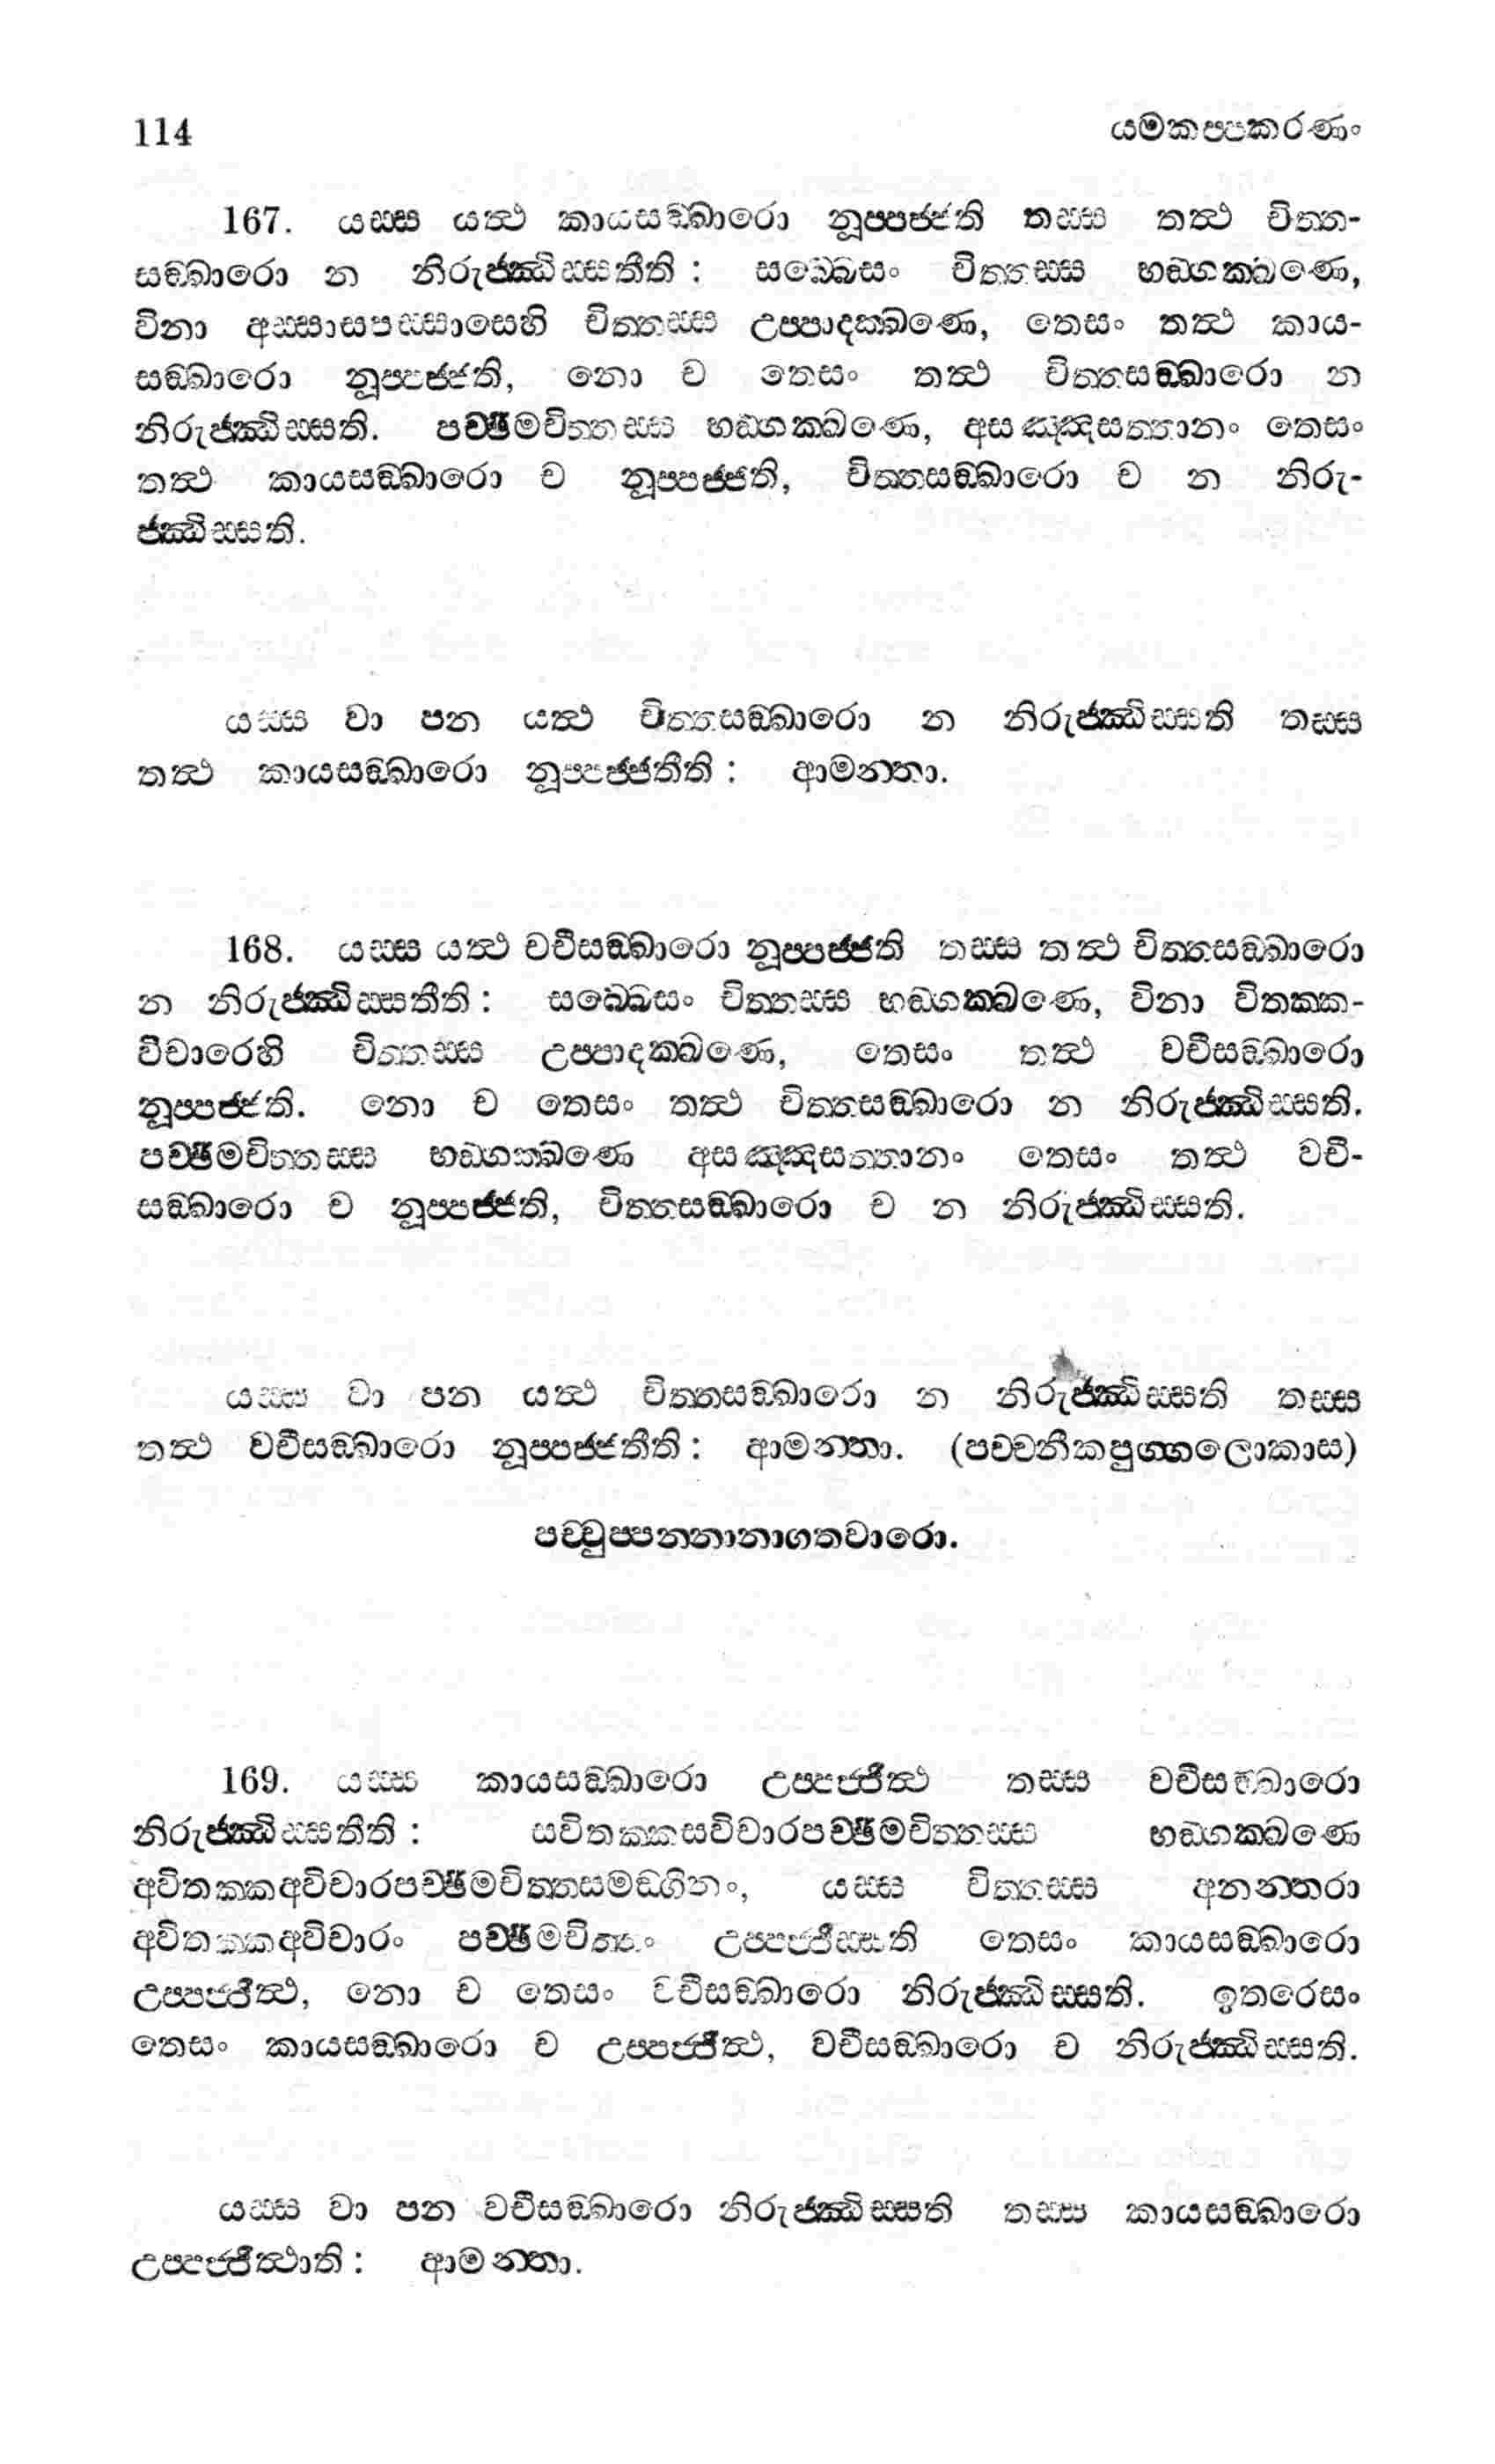 114 යමකප්පකරණං
167. යස්ස යත්ථ කායසඞ්ඛාරො නූප්පජ්ජති තස්ස තත්ථ චිත්ත-
සඞ්ඛාරො න නිරුජ්ඣිස්සතීති : සබ්බෙසං චිත්තස්ස භඞ්ගක්ඛණෙ,
විනා අස්සාසපස්සාසෙහි චිත්තස්ස උප්පාදක්ඛණෙ, තෙසං තත්ථ කාය-
සඞ්ඛාරො නූප්පජ්ජති, නො ච තෙසං තත්ථ චිත්තසඞ්ඛාරො න
නිරුජ්ඣිස්සති. පච්ඡිමචිත්තස්ස භඞ්ගක්ඛණෙ, අසඤ්ඤසත්තානං තෙසං
තත්ථ කායසඞ්ඛාරො ච නූප්පජ්ජති, චිත්තසඞ්ඛාරො ච න නිරු-
ජ්ඣිස්සති.
යස්ස වා පන යත්ථ චිත්තසඞ්ඛාරො න නිරුජ්ඣිස්සති තස්ස
තත්ථ කායසඞ්ඛාරො නූප්පජ්ජතීති : ආමන්තා.
168. යස්ස යත්ථ වචීසඞ්ඛාරො නූප්පජ්ජති තස්ස තත්ථ චිත්තසඞ්ඛාරො
න නිරුජ්ඣිස්සතීති : සබ්බෙසං චිත්තස්ස භඞ්ගක්ඛණෙ, විනා විතක්ක-
විචාරෙහි චිත්තස්ස උප්පාදක්ඛණෙ, තෙසං තත්ථ වචීසඞ්ඛාරො
නූප්පජ්ජති. නො ච තෙසං තත්ථ චිත්තසඞ්ඛාරො න නිරුජ්ඣිස්සති.
පච්ඡිමචිත්තස්ස භඞ්ගක්ඛණෙ අසඤ්ඤසත්තානං තෙසං තත්ථ වචී-
සඞ්ඛාරො ච නූප්පජ්ජති, චිත්තසඞ්ඛාරො ච න නිරුජ්ඣිස්සති.
යස්ස වා පන යත්ථ චිත්තසඞ්ඛාරො න නිරුජ්ඣිස්සති තස්ස
තත්ථ වචීසඞ්ඛාරො නූප්පජ්ජතීති : ආමන්තා. (පච්චනීකපුග්ගලොකාස)
පච්චුප්පන්නානාගතවාරො.
169. යස්ස කායසඞ්ඛාරො උප්පජ්ජිත්ථ තස්ස වචීසඞ්ඛාරො
නිරුජ්ඣිස්සතීති : සවිතක්කසවිචාරපච්ඡිමචිත්තස්ස භඞ්ගක්ඛණෙ
අවිතක්කඅවිචාරපච්ඡිමචිත්තසමඞ්ගීනං, යස්ස චිත්තස්ස අනන්තරා
අවිතක්කඅවිචාරං පච්ඡිමචිත්තං උප්පජ්ජිස්සති තෙසං කායසඞ්ඛාරො
උප්පජ්ජිත්ථ, නො ච තෙසං වචීසඞ්ඛාරො නිරුජ්ඣිස්සති. ඉතරෙසං
තෙසං කායසඞ්ඛාරො ච උප්පජ්ජිත්ථ, වචීසඞ්ඛාරො ච නිරුජ්ඣිස්සති.
යස්ස වා පන වචීසඞ්ඛාරො නිරුජ්ඣිස්සති තස්ස කායසඞ්ඛාරො
උප්පජ්ජිත්ථාති : ආමන්තා.